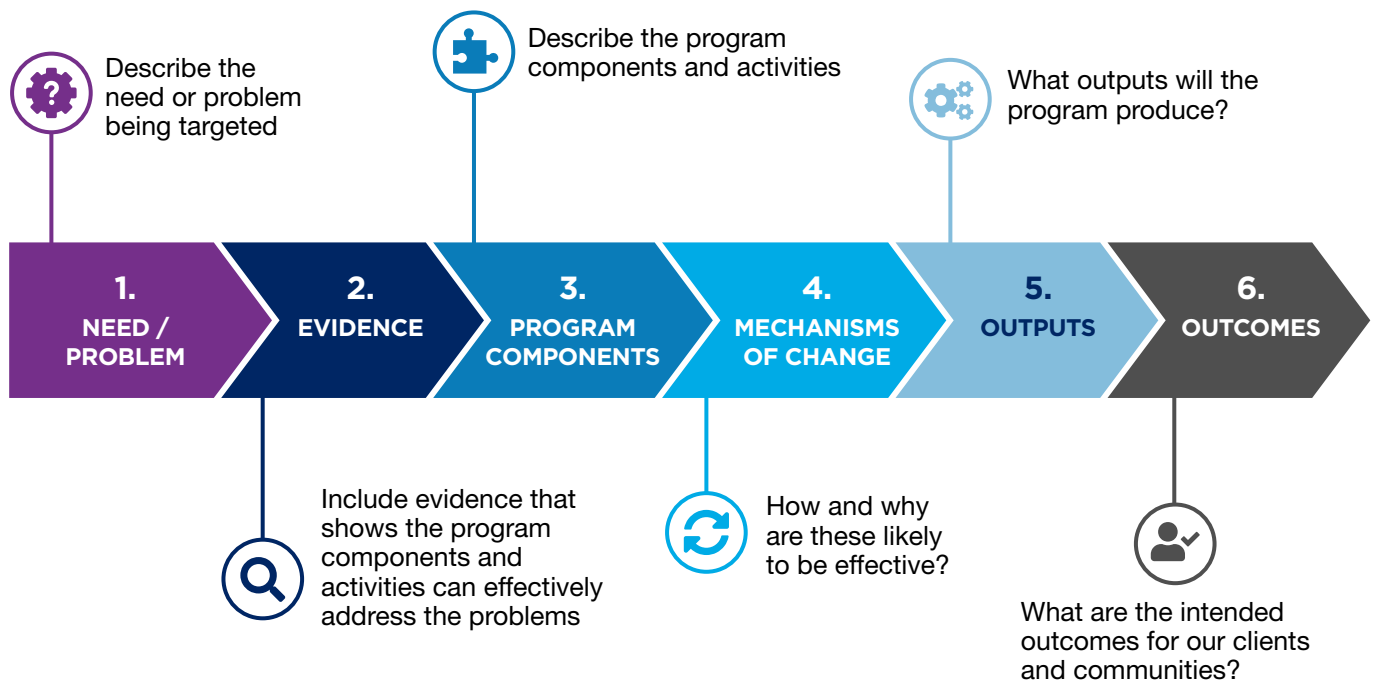 Describe the
need or problem
being targeted
Describe the program
components and activities
What outputs will the
program produce?
1.
NEED /
PROBLEM
2.
EVIDENCE
3.
PROGRAM
COMPONENTS
4.
MECHANISMS
OF CHANGE
5.
OUTPUTS
6.
OUTCOMES
Include evidence that
shows the program
components and
activities can effectively
address the problems
How and why
are these likely
to be effective?
What are the intended
outcomes for our clients
and communities?